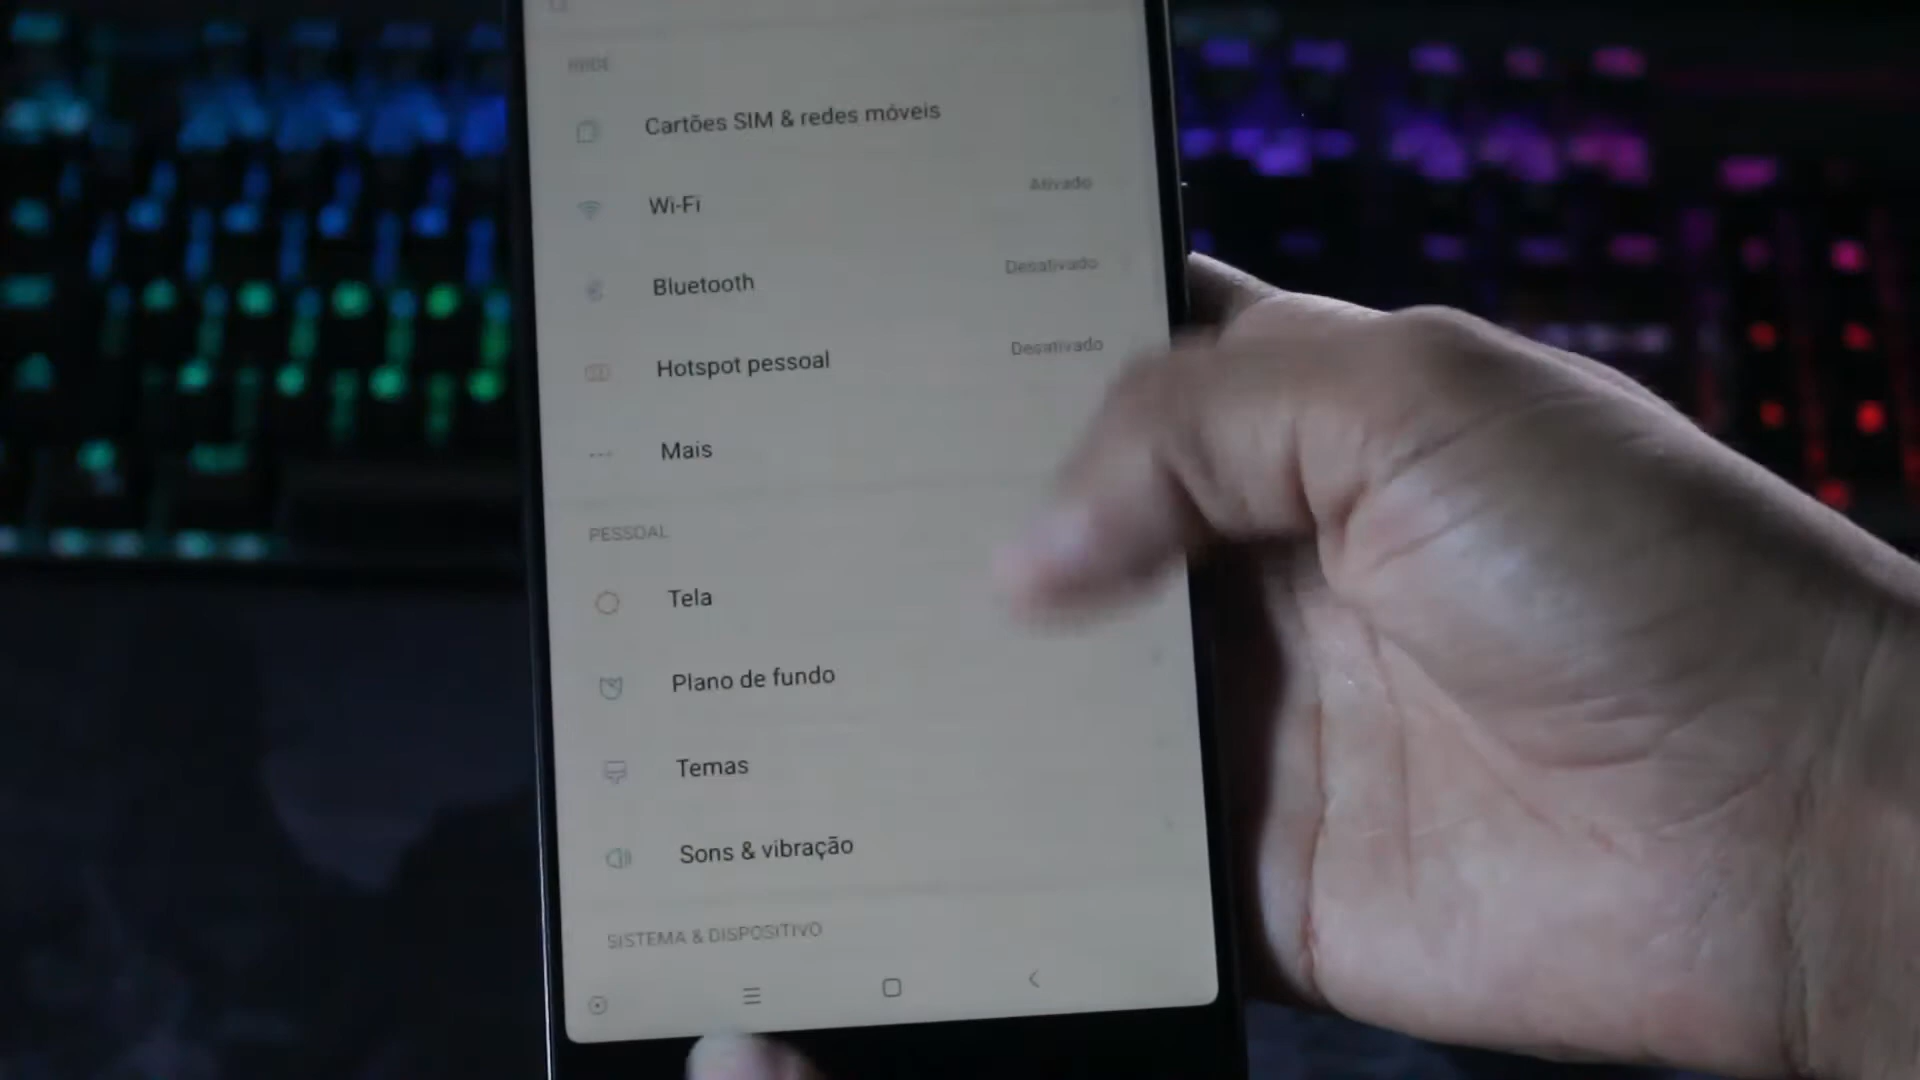 REDE
Cartões SIM & redes móveis
Wi-Fi
Ativado
Bluetooth
Desativado
Hotspot pessoal
Desativado
Mais
PESSOAL
Tela
Plano de fundo
Temas
Sons & vibração
SISTEMA & DISPOSITIVO